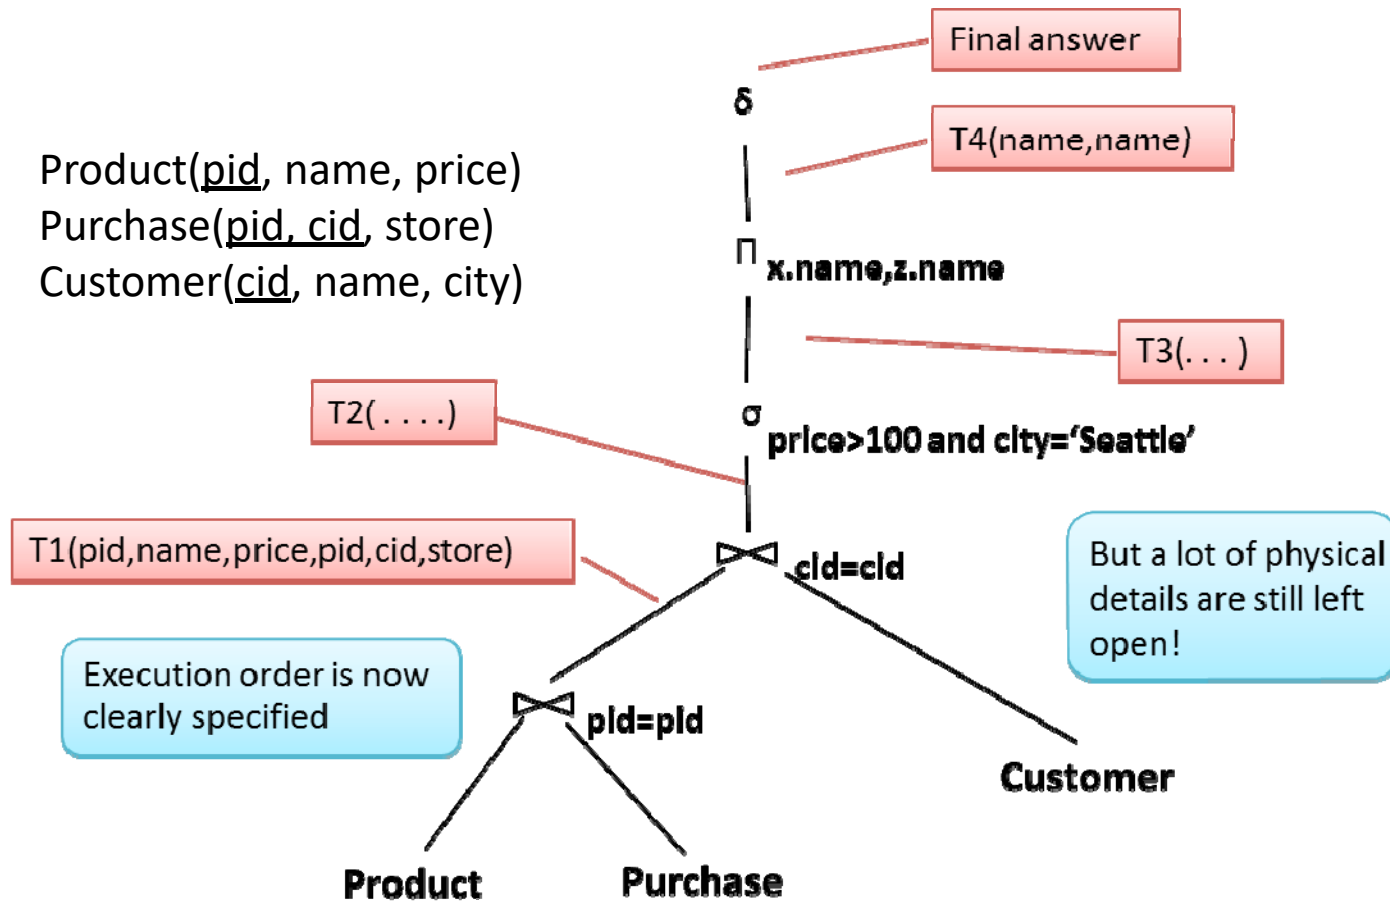 Final answer
δ
T4(name,name)
Product(pid, name, price)
Purchase(pid, cid, store)
Customer(cid, name, city)
Π x.name,z.name
T3(. . . )
T2( . . . .)
σ price>100 and city=‘Seattle’
T1(pid,name,price,pid,cid,store)
cid=cid
But a lot of physical
details are still left
open!
Execution order is now
clearly specified
pid=pid
Customer
Product
Purchase